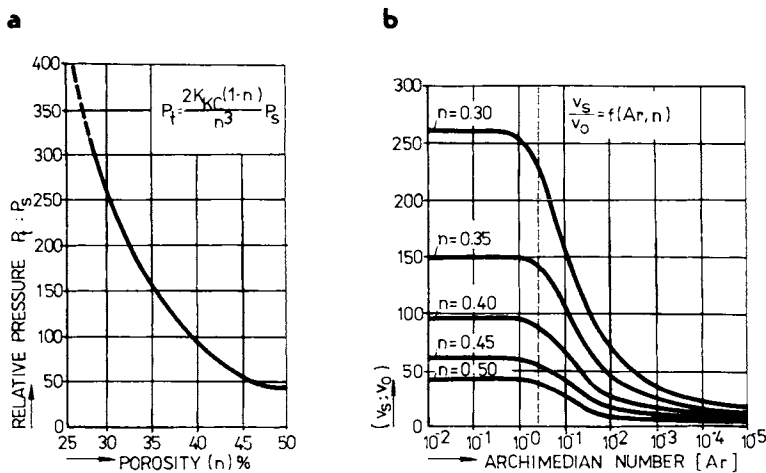 a
400
350
300
250
200
150
100
50
0
P_t = 2K_KC(1-n) / n³ P_s
RELATIVE PRESSURE P_t : P_s
25 30 35 40 45 50
POROSITY (n) %
b
300
250
200
150
100
50
0
n=0.30
v_s / v_o = f(Ar, n)
n=0.35
n=0.40
n=0.45
n=0.50
(v_s : v_o)
10⁻² 10⁻¹ 10⁻⁰ 10⁻¹ 10⁻² 10⁻³ 10⁻⁴ 10⁻⁵
ARCHIMEDIAN NUMBER [Ar]